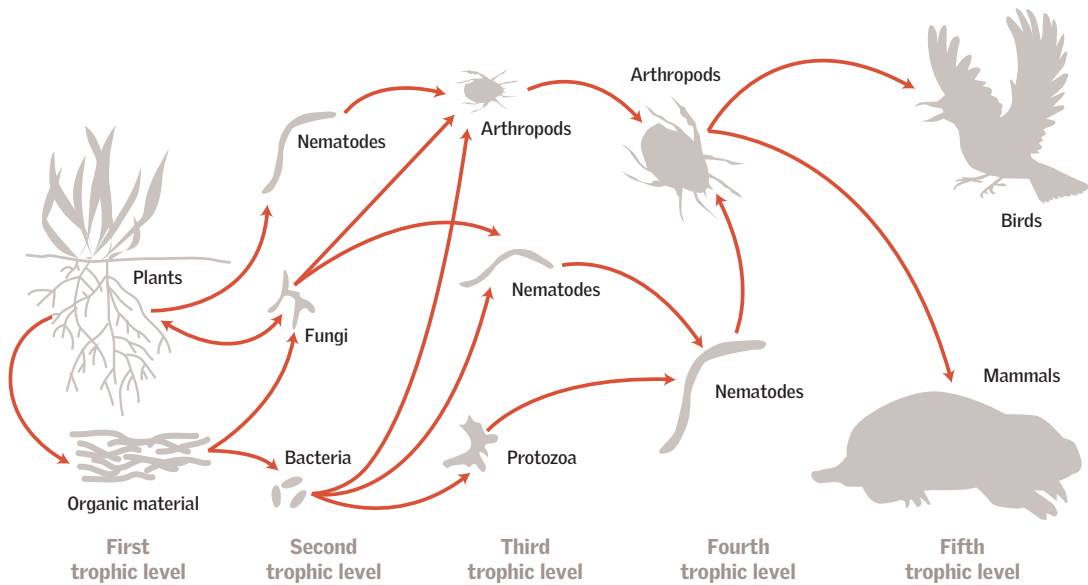 Arthropods
Nematodes
Arthropods
Birds
Plants
Nematodes
Fungi
Mammals
Nematodes
Bacteria
Protozoa
Organic material
First
trophic level
Second
trophic level
Third
trophic level
Fourth
trophic level
Fifth
trophic level